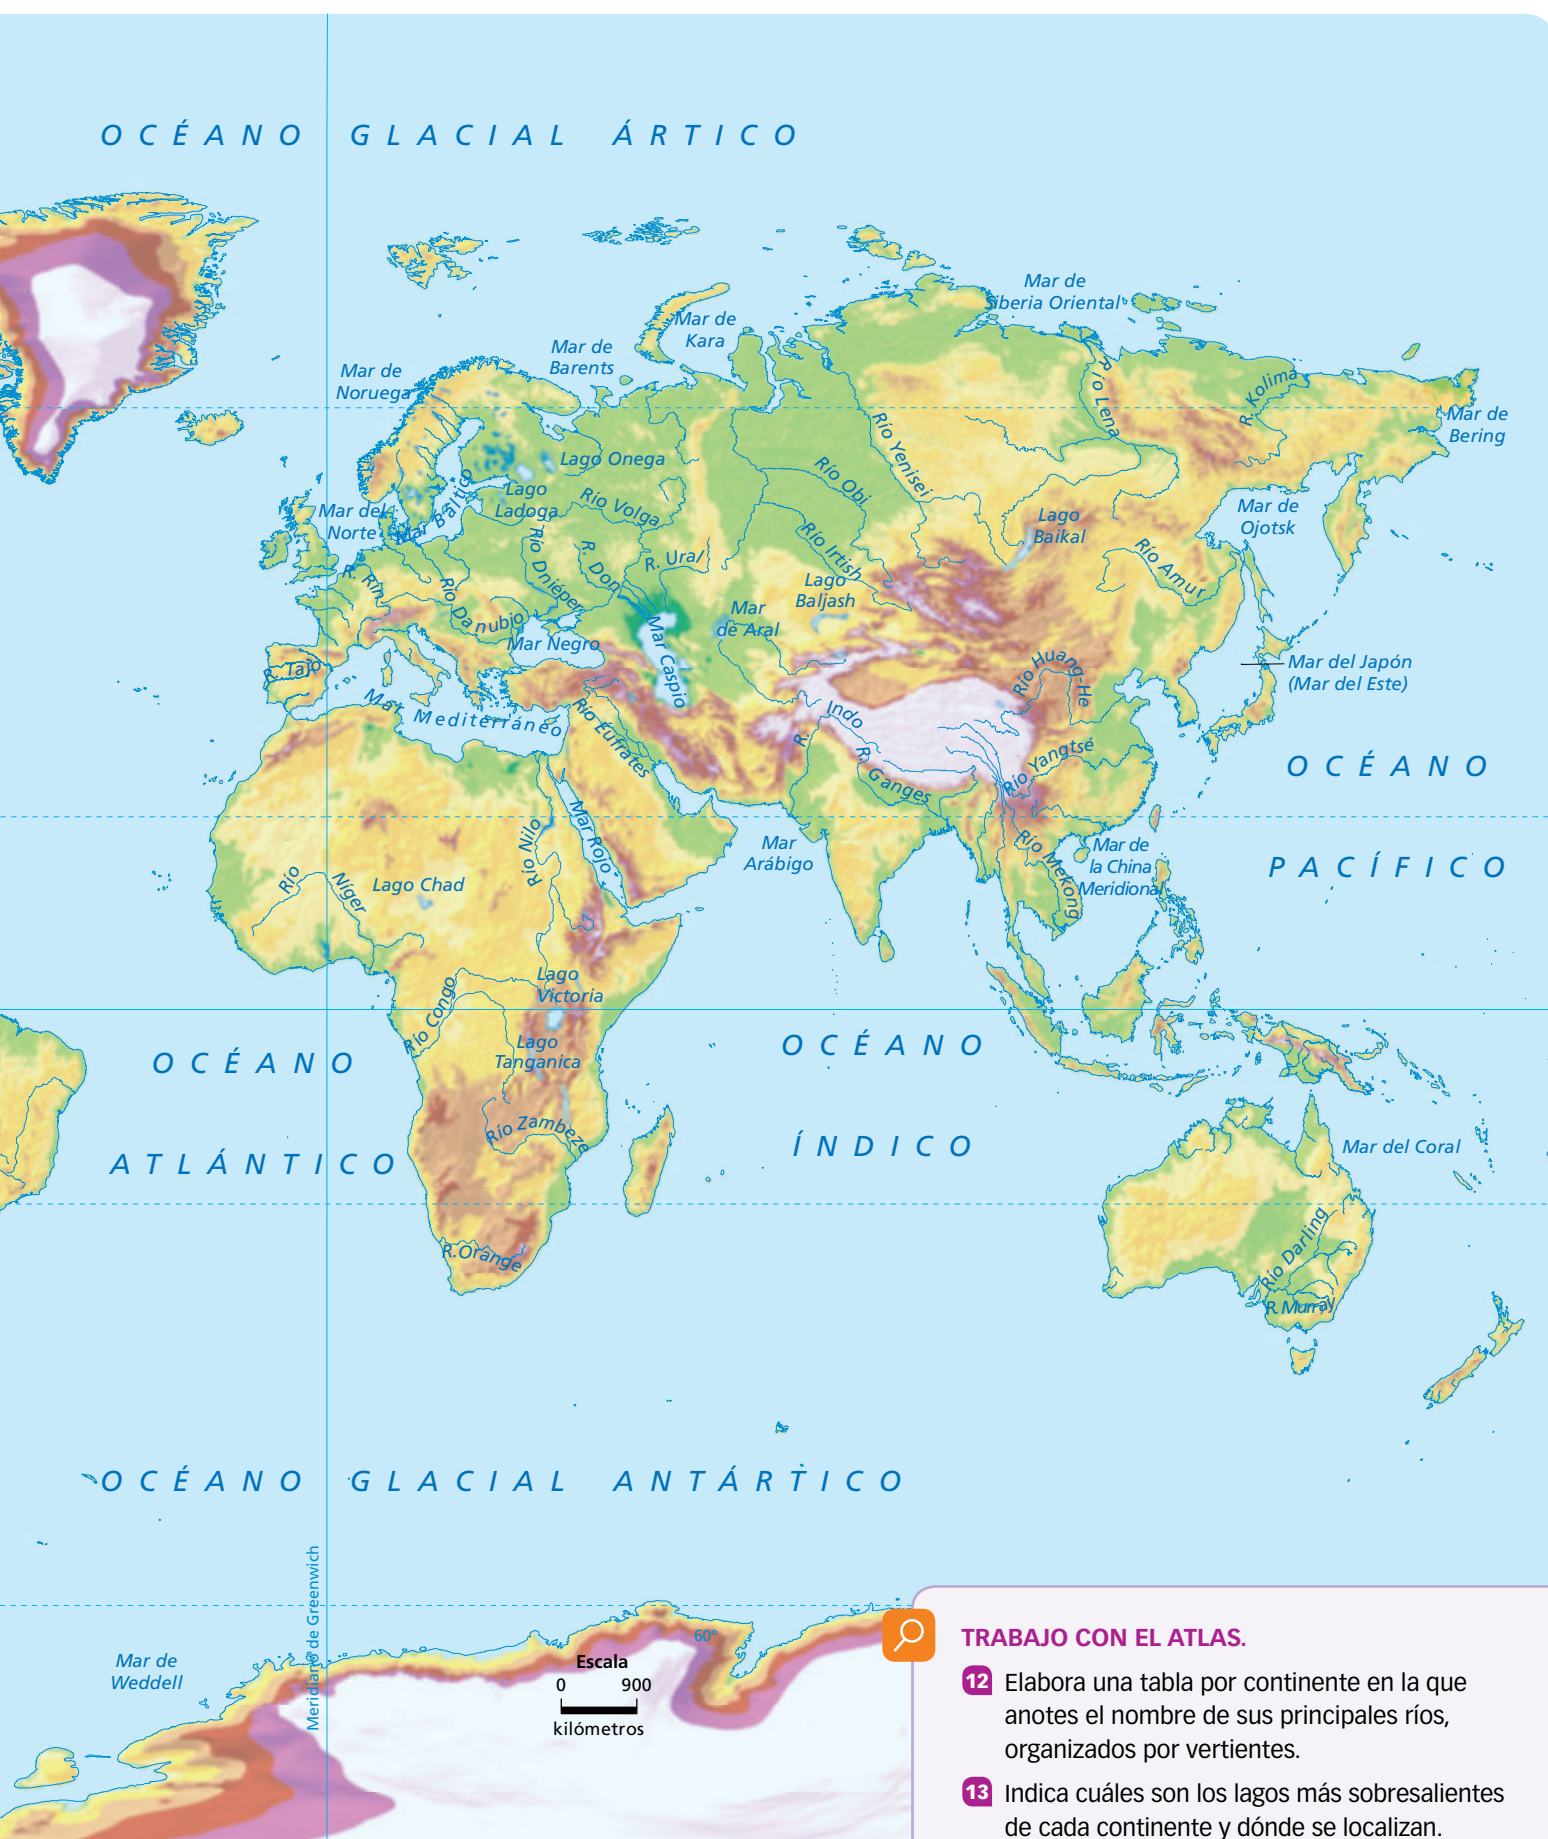 OCÉANO GLACIAL ÁRTICO
Mar de
Siberia Oriental
Mar de
Kara
Mar de
Barents
Mar de
Noruega
Río Lena
R. Kolimá
Mar de
Bering
Río Yenisei
Lago Onega
Río Obi
Lago
Ladoga
Río Volga
Mar del
Norte
Mar Báltico
Mar de
Ojotsk
Lago
Baikal
Río Irtish
Río Amur
Río Dniéper
R. Don
R. Ural
R. Rin
Río Danubio
Lago
Baljash
Mar
de Aral
Mar Negro
Mar Caspio
R. Tajo
Río Huang-He
Mar del Japón
(Mar del Este)
Mar Mediterráneo
Río Éufrates
R. Indo
R. Ganges
Río Yangtsé
OCÉANO
PACÍFICO
Mar Rojo
Río Nilo
Mar
Arábigo
Río Mekong
Mar de
la China
Meridional
Río Níger
Lago Chad
Lago
Victoria
Río Congo
Lago
Tanganica
OCÉANO
ATLÁNTICO
OCÉANO
ÍNDICO
Río Zambeze
Mar del Coral
R. Orange
Río Darling
R. Murray
OCÉANO GLACIAL ANTÁRTICO
Meridiano de Greenwich
60°
Mar de
Weddell
Escala
0 900
kilómetros
TRABAJO CON EL ATLAS.
12 Elabora una tabla por continente en la que
anotes el nombre de sus principales ríos,
organizados por vertientes.
13 Indica cuáles son los lagos más sobresalientes
de cada continente y dónde se localizan.